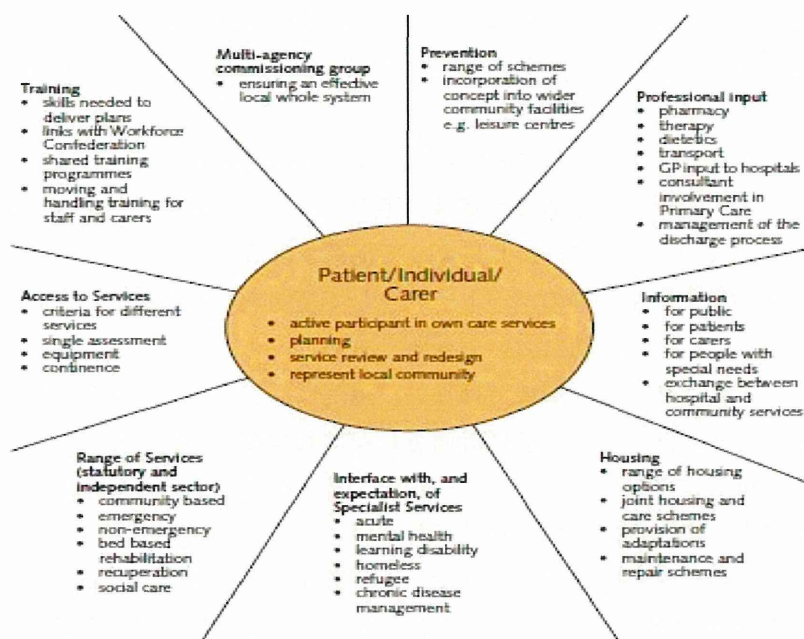 Multi-agency
commissioning group
• ensuring an effective
local whole system
Prevention
• range of schemes
• incorporation of
concept into wider
community facilities
e.g. leisure centres
Training
• skills needed to
deliver plans
• links with Workforce
Confederation
• shared training
programmes
• moving and
handling training for
staff and carers
Professional input
• pharmacy
• therapy
• dietetics
• transport
• GP input to hospitals
• consultant
involvement in
Primary Care
• management of the
discharge process
Patient/Individual/
Carer
• active participant in own care services
• planning
• service review and redesign
• represent local community
Access to Services
• criteria for different
services
• single assessment
• equipment
• continence
Information
• for public
• for patients
• for carers
• for people with
special needs
• exchange between
hospital and
community services
Range of Services
(statutory and
independent sector)
• community based
• emergency
• non-emergency
• bed based
rehabilitation
• recuperation
• social care
Interface with, and
expectation, of
Specialist Services
• acute
• mental health
• learning disability
• homeless
• refugee
• chronic disease
management
Housing
• range of housing
options
• joint housing and
care schemes
• provision of
adaptations
• maintenance and
repair schemes